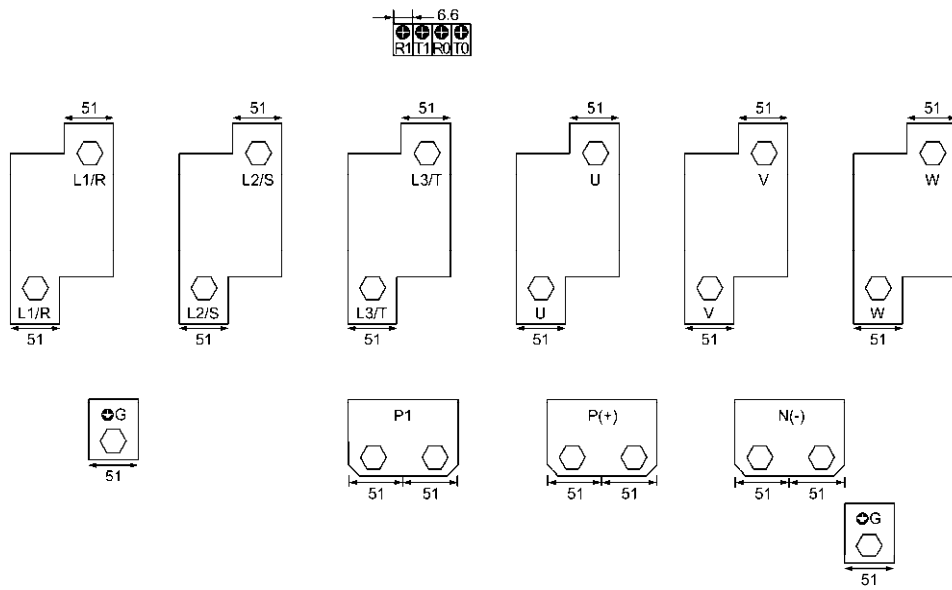 6.6
R1 T1 R0 T0
51 51 51 51 51 51
L1/R L2/S L3/T U V W
L1/R L2/S L3/T U V W
51 51 51 51 51 51
G P1 P(+) N(-)
51 51 51 51 51 51 51
G
51